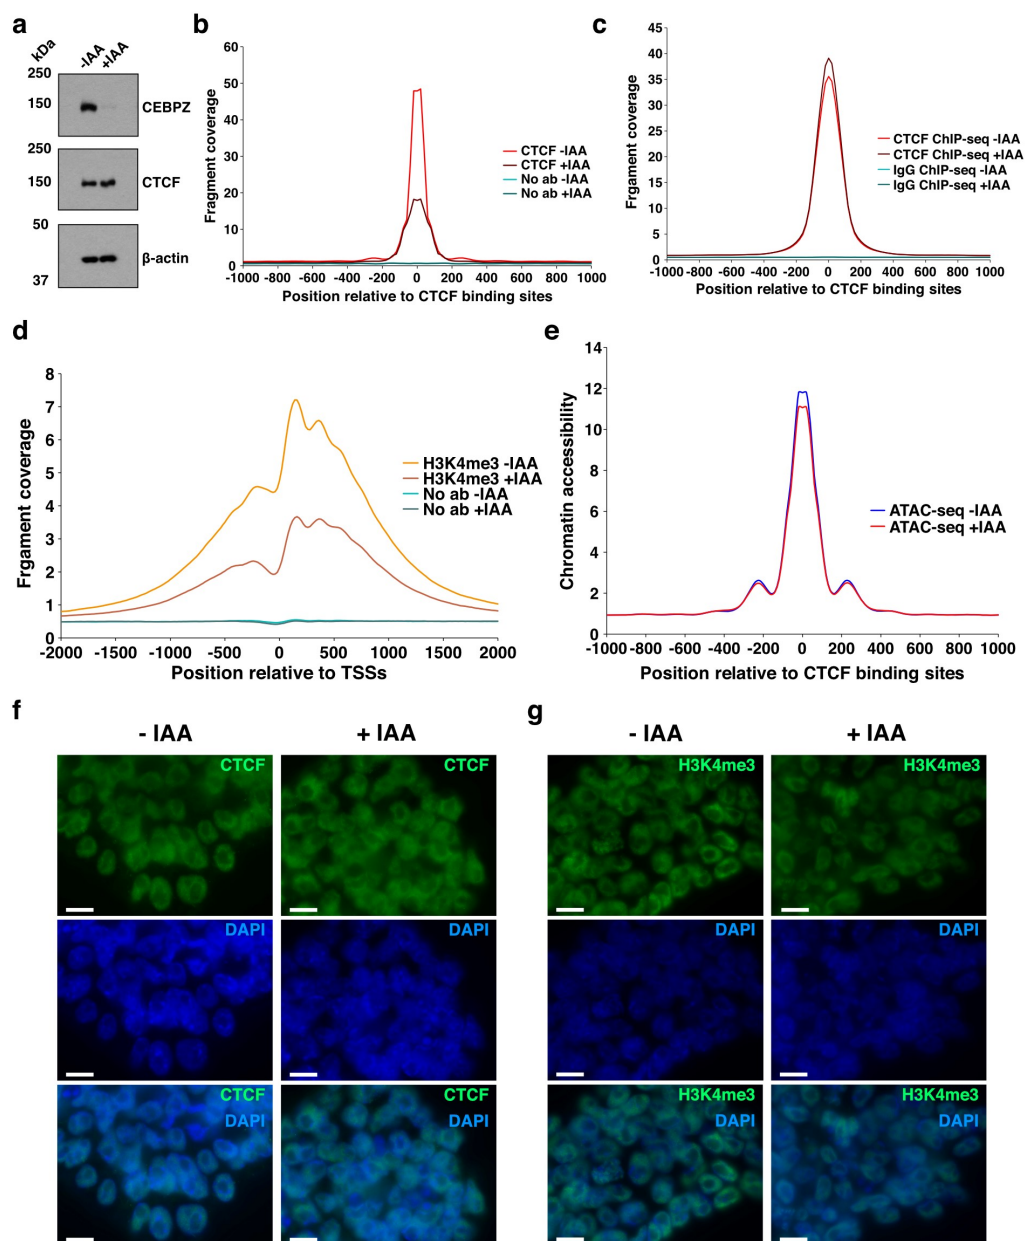 a
kDa
-IAA
+IAA
250
150
CEBPZ
250
150
CTCF
50
37
β-actin
b
Fragment coverage
60
50
40
30
20
10
0
-1000 -800 -600 -400 -200 0 200 400 600 800 1000
Position relative to CTCF binding sites
CTCF -IAA
CTCF +IAA
No ab -IAA
No ab +IAA
c
Frgament coverage
45
40
35
30
25
20
15
10
5
0
-1000 -800 -600 -400 -200 0 200 400 600 800 1000
Position relative to CTCF binding sites
CTCF ChIP-seq -IAA
CTCF ChIP-seq +IAA
IgG ChIP-seq -IAA
IgG ChIP-seq +IAA
d
Frgament coverage
8
7
6
5
4
3
2
1
0
-2000 -1500 -1000 -500 0 500 1000 1500 2000
Position relative to TSSs
H3K4me3 -IAA
H3K4me3 +IAA
No ab -IAA
No ab +IAA
e
Chromatin accessibility
14
12
10
8
6
4
2
0
-1000 -800 -600 -400 -200 0 200 400 600 800 1000
Position relative to CTCF binding sites
ATAC-seq -IAA
ATAC-seq +IAA
f
- IAA
+ IAA
CTCF
CTCF
DAPI
DAPI
CTCF
DAPI
CTCF
DAPI
g
- IAA
+ IAA
H3K4me3
H3K4me3
DAPI
DAPI
H3K4me3
DAPI
H3K4me3
DAPI